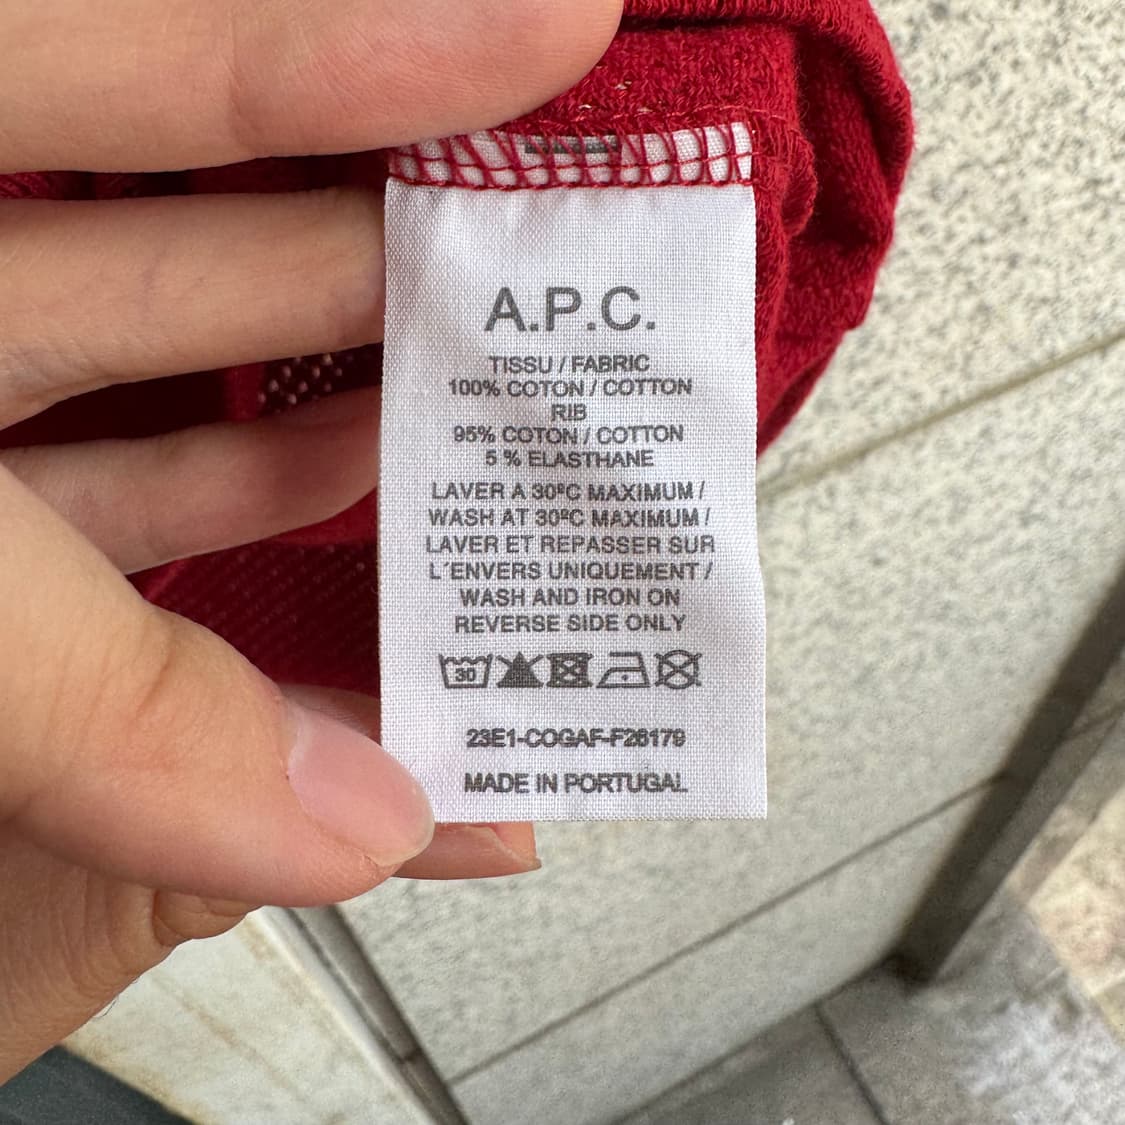 A.P.C.
TISSU / FABRIC
100% COTON / COTTON
RIB
95% COTON / COTTON
5 % ELASTHANE
LAVER A 30ºC MAXIMUM /
WASH AT 30ºC MAXIMUM /
LAVER ET REPASSER SUR
L´ENVERS UNIQUEMENT /
WASH AND IRON ON
REVERSE SIDE ONLY
30
23E1-COGAF-F26179
MADE IN PORTUGAL